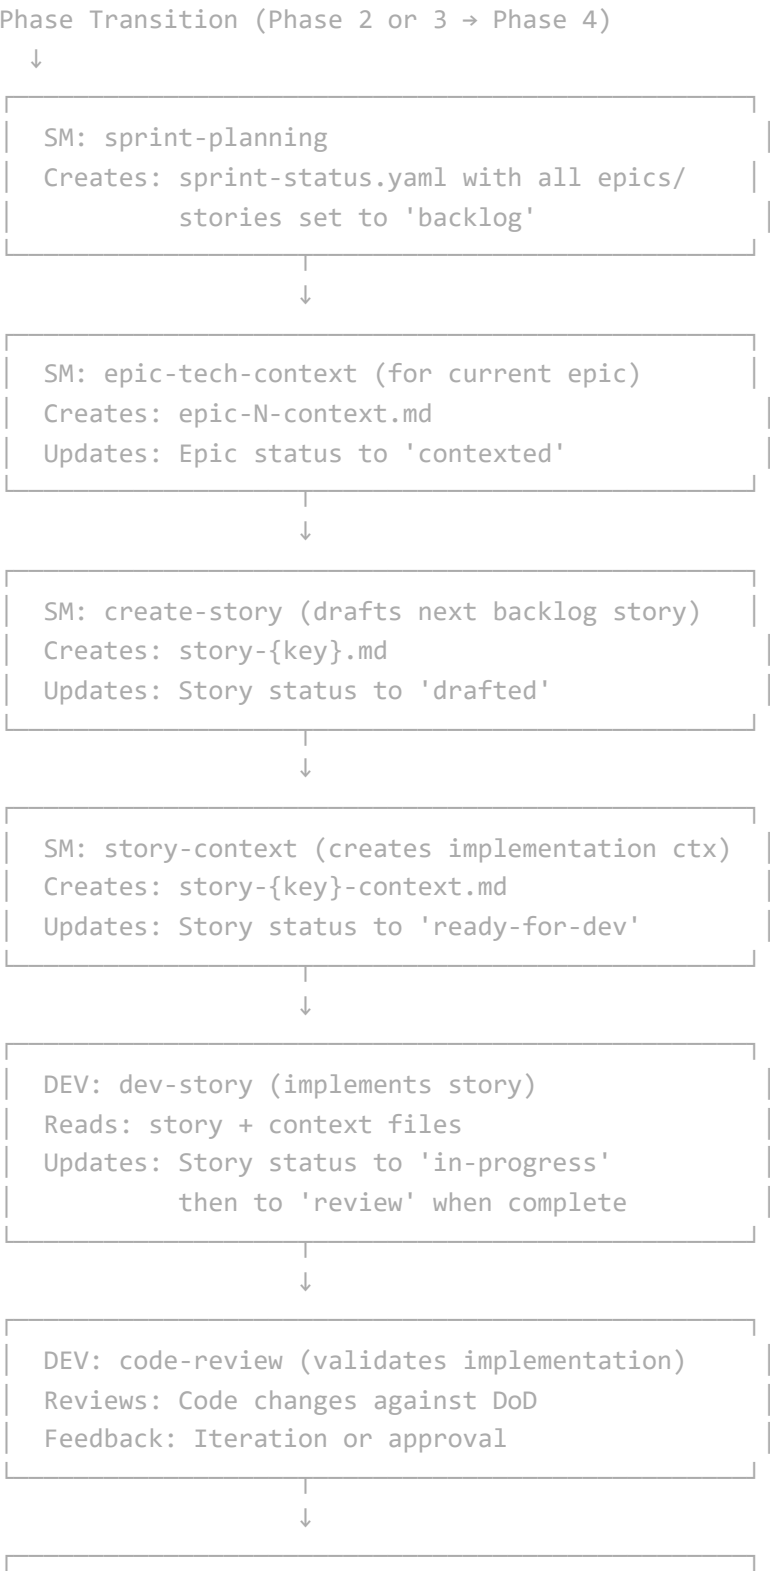 Phase Transition (Phase 2 or 3 → Phase 4)
↓
SM: sprint-planning
Creates: sprint-status.yaml with all epics/
stories set to 'backlog'
↓
SM: epic-tech-context (for current epic)
Creates: epic-N-context.md
Updates: Epic status to 'contexted'
↓
SM: create-story (drafts next backlog story)
Creates: story-{key}.md
Updates: Story status to 'drafted'
↓
SM: story-context (creates implementation ctx)
Creates: story-{key}-context.md
Updates: Story status to 'ready-for-dev'
↓
DEV: dev-story (implements story)
Reads: story + context files
Updates: Story status to 'in-progress'
then to 'review' when complete
↓
DEV: code-review (validates implementation)
Reviews: Code changes against DoD
Feedback: Iteration or approval
↓